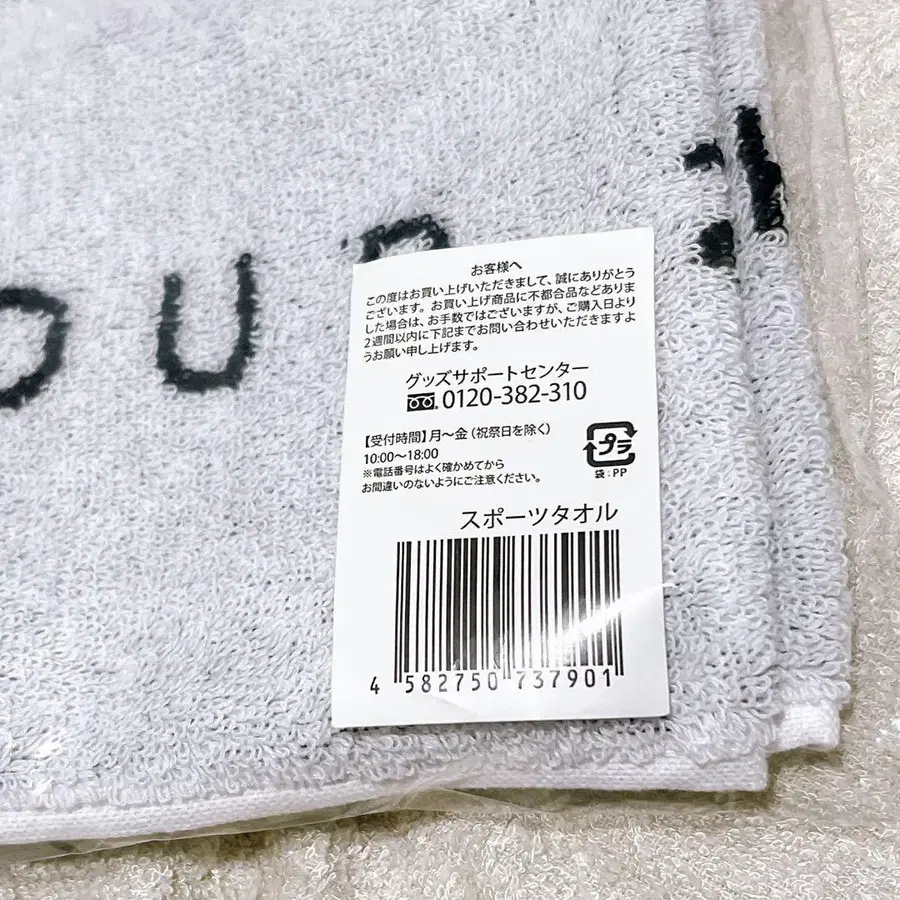 OUR
お客様へ
この度はお買い上げいただきまして、誠にありがとう
ございます。お買い上げ商品に不都合品などありま
した場合は、お手数ではございますが、ご購入日より
2週間以内に下記までお問い合わせいただきますよ
うお願い申し上げます。
グッズサポートセンター
0120-382-310
【受付時間】月〜金（祝祭日を除く）
10:00〜18:00
※電話番号はよく確かめてから
お間違いのないようにご注意ください。
プラ
袋:PP
スポーツタオル
4 582750 737901